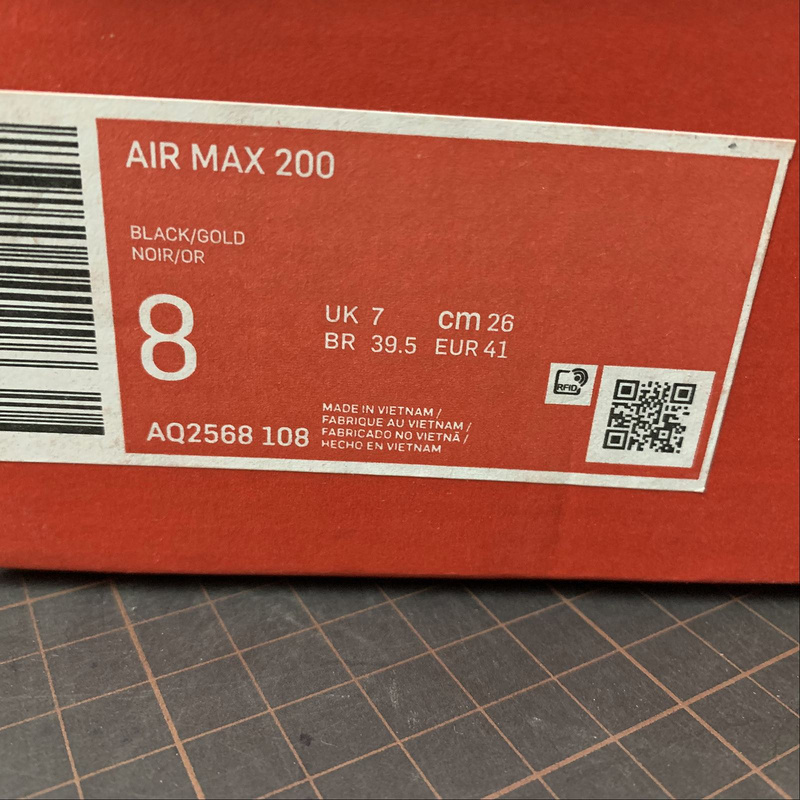 AIR MAX 200
BLACK/GOLD
NOIR/OR
8
UK 7 cm 26
BR 39.5 EUR 41
RFID
AQ2568 108
MADE IN VIETNAM /
FABRIQUE AU VIETNAM /
FABRICADO NO VIETNÃ /
HECHO EN VIETNAM